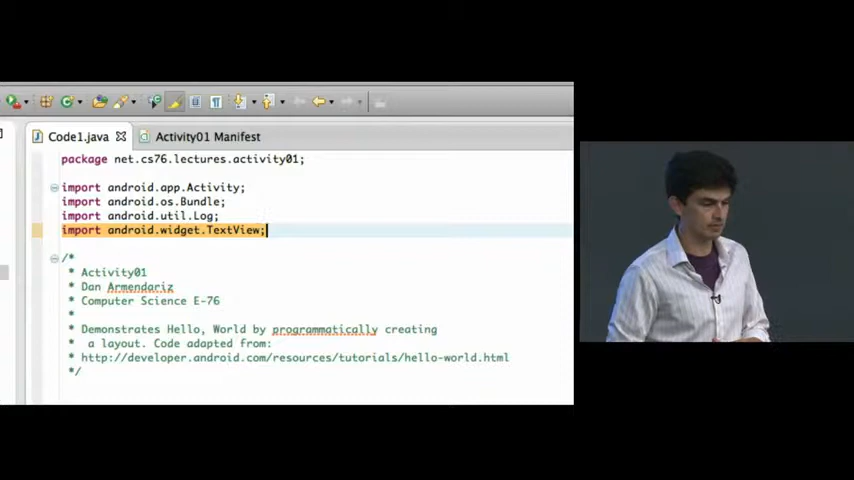 Code1.java
Activity01 Manifest
package net.cs76.lectures.activity01;
import android.app.Activity;
import android.os.Bundle;
import android.util.Log;
import android.widget.TextView;
/*
* Activity01
* Dan Armendariz
* Computer Science E-76
*
* Demonstrates Hello, World by programmatically creating
* a layout. Code adapted from:
* http://developer.android.com/resources/tutorials/hello-world.html
*/